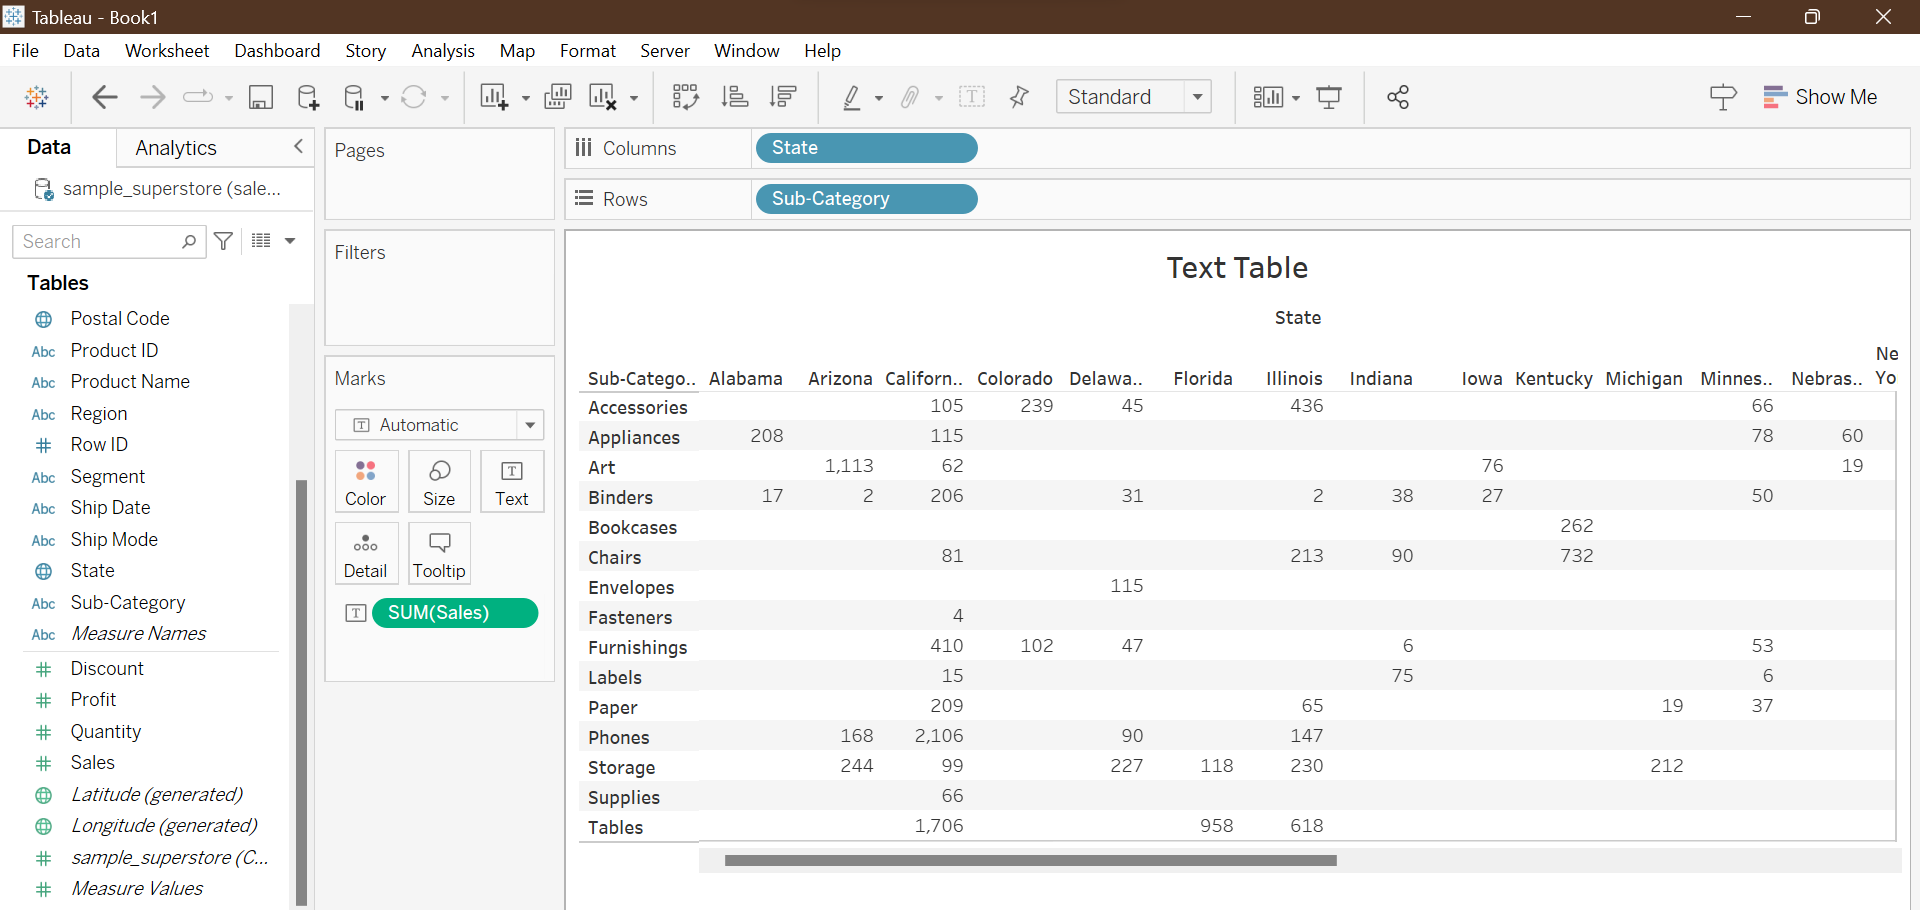 Tableau - Book1
File Data Worksheet Dashboard Story Analysis Map Format Server Window Help
Standard
Show Me
Data Analytics
sample_superstore (sale...
Search
Tables
Postal Code
Abc Product ID
Abc Product Name
Abc Region
# Row ID
Abc Segment
Abc Ship Date
Abc Ship Mode
State
Abc Sub-Category
Abc Measure Names
# Discount
# Profit
# Quantity
# Sales
Latitude (generated)
Longitude (generated)
# sample_superstore (C...
# Measure Values
Pages
Filters
Marks
T Automatic
Color Size T Text
Detail Tooltip
T SUM(Sales)
Columns State
Rows Sub-Category
Text Table
State
Sub-Catego.. Alabama Arizona Californ.. Colorado Delawa.. Florida Illinois Indiana Iowa Kentucky Michigan Minnes.. Nebras.. Ne Yo
Accessories 105 239 45 436 66
Appliances 208 115 78 60
Art 1,113 62 76 19
Binders 17 2 206 31 2 38 27 50
Bookcases 262
Chairs 81 213 90 732
Envelopes 115
Fasteners 4
Furnishings 410 102 47 6 53
Labels 15 75 6
Paper 209 65 19 37
Phones 168 2,106 90 147
Storage 244 99 227 118 230 212
Supplies 66
Tables 1,706 958 618